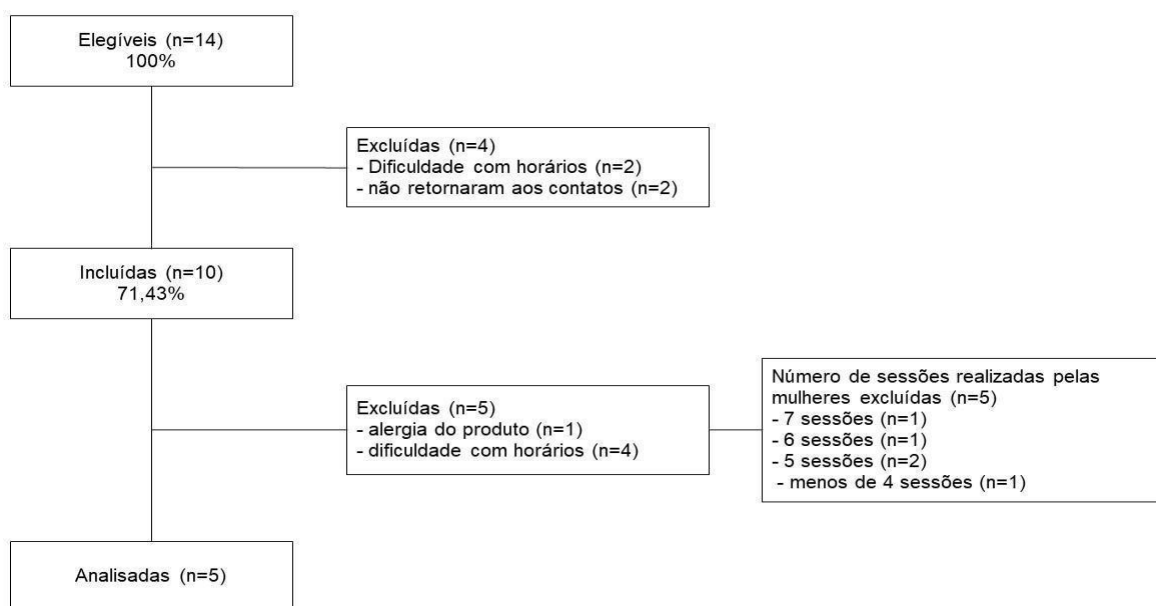 Elegíveis (n=14)
100%
Excluídas (n=4)
- Dificuldade com horários (n=2)
- não retornaram aos contatos (n=2)
Incluídas (n=10)
71,43%
Excluídas (n=5)
- alergia do produto (n=1)
- dificuldade com horários (n=4)
Número de sessões realizadas pelas
mulheres excluídas (n=5)
- 7 sessões (n=1)
- 6 sessões (n=1)
- 5 sessões (n=2)
- menos de 4 sessões (n=1)
Analisadas (n=5)